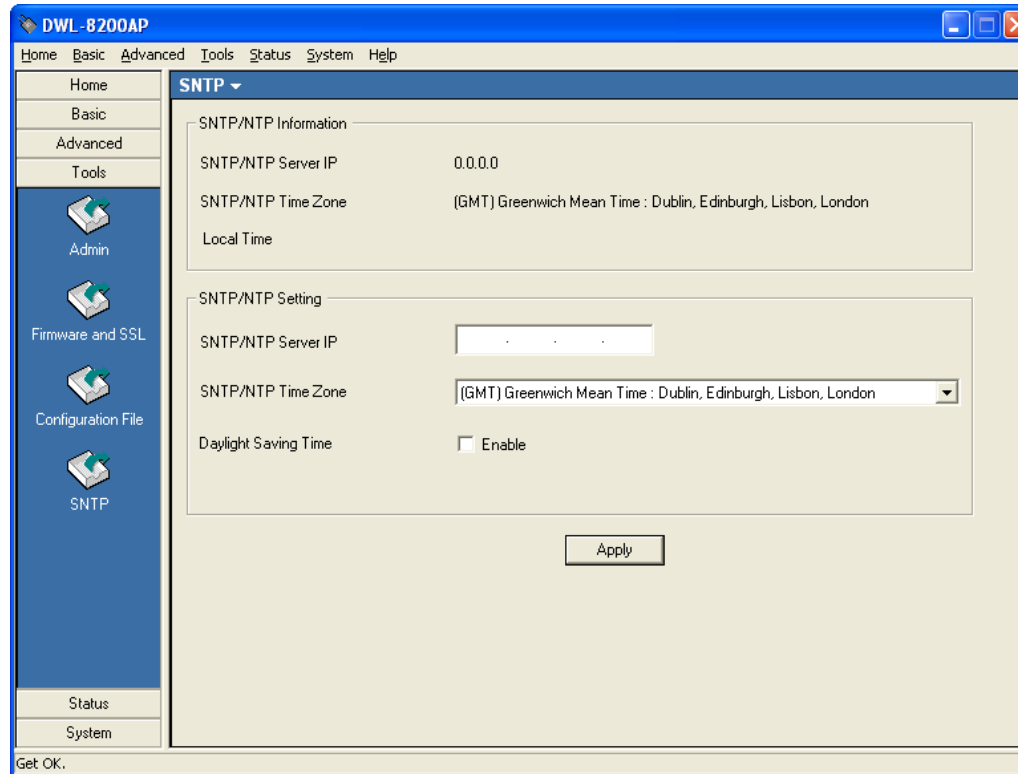 DWL-8200AP
Home Basic Advanced Tools Status System Help
Home
Basic
Advanced
Tools
Admin
Firmware and SSL
Configuration File
SNTP
Status
System
SNTP
SNTP/NTP Information
SNTP/NTP Server IP 0.0.0.0
SNTP/NTP Time Zone (GMT) Greenwich Mean Time : Dublin, Edinburgh, Lisbon, London
Local Time
SNTP/NTP Setting
SNTP/NTP Server IP . . .
SNTP/NTP Time Zone (GMT) Greenwich Mean Time : Dublin, Edinburgh, Lisbon, London
Daylight Saving Time Enable
Apply
Get OK.